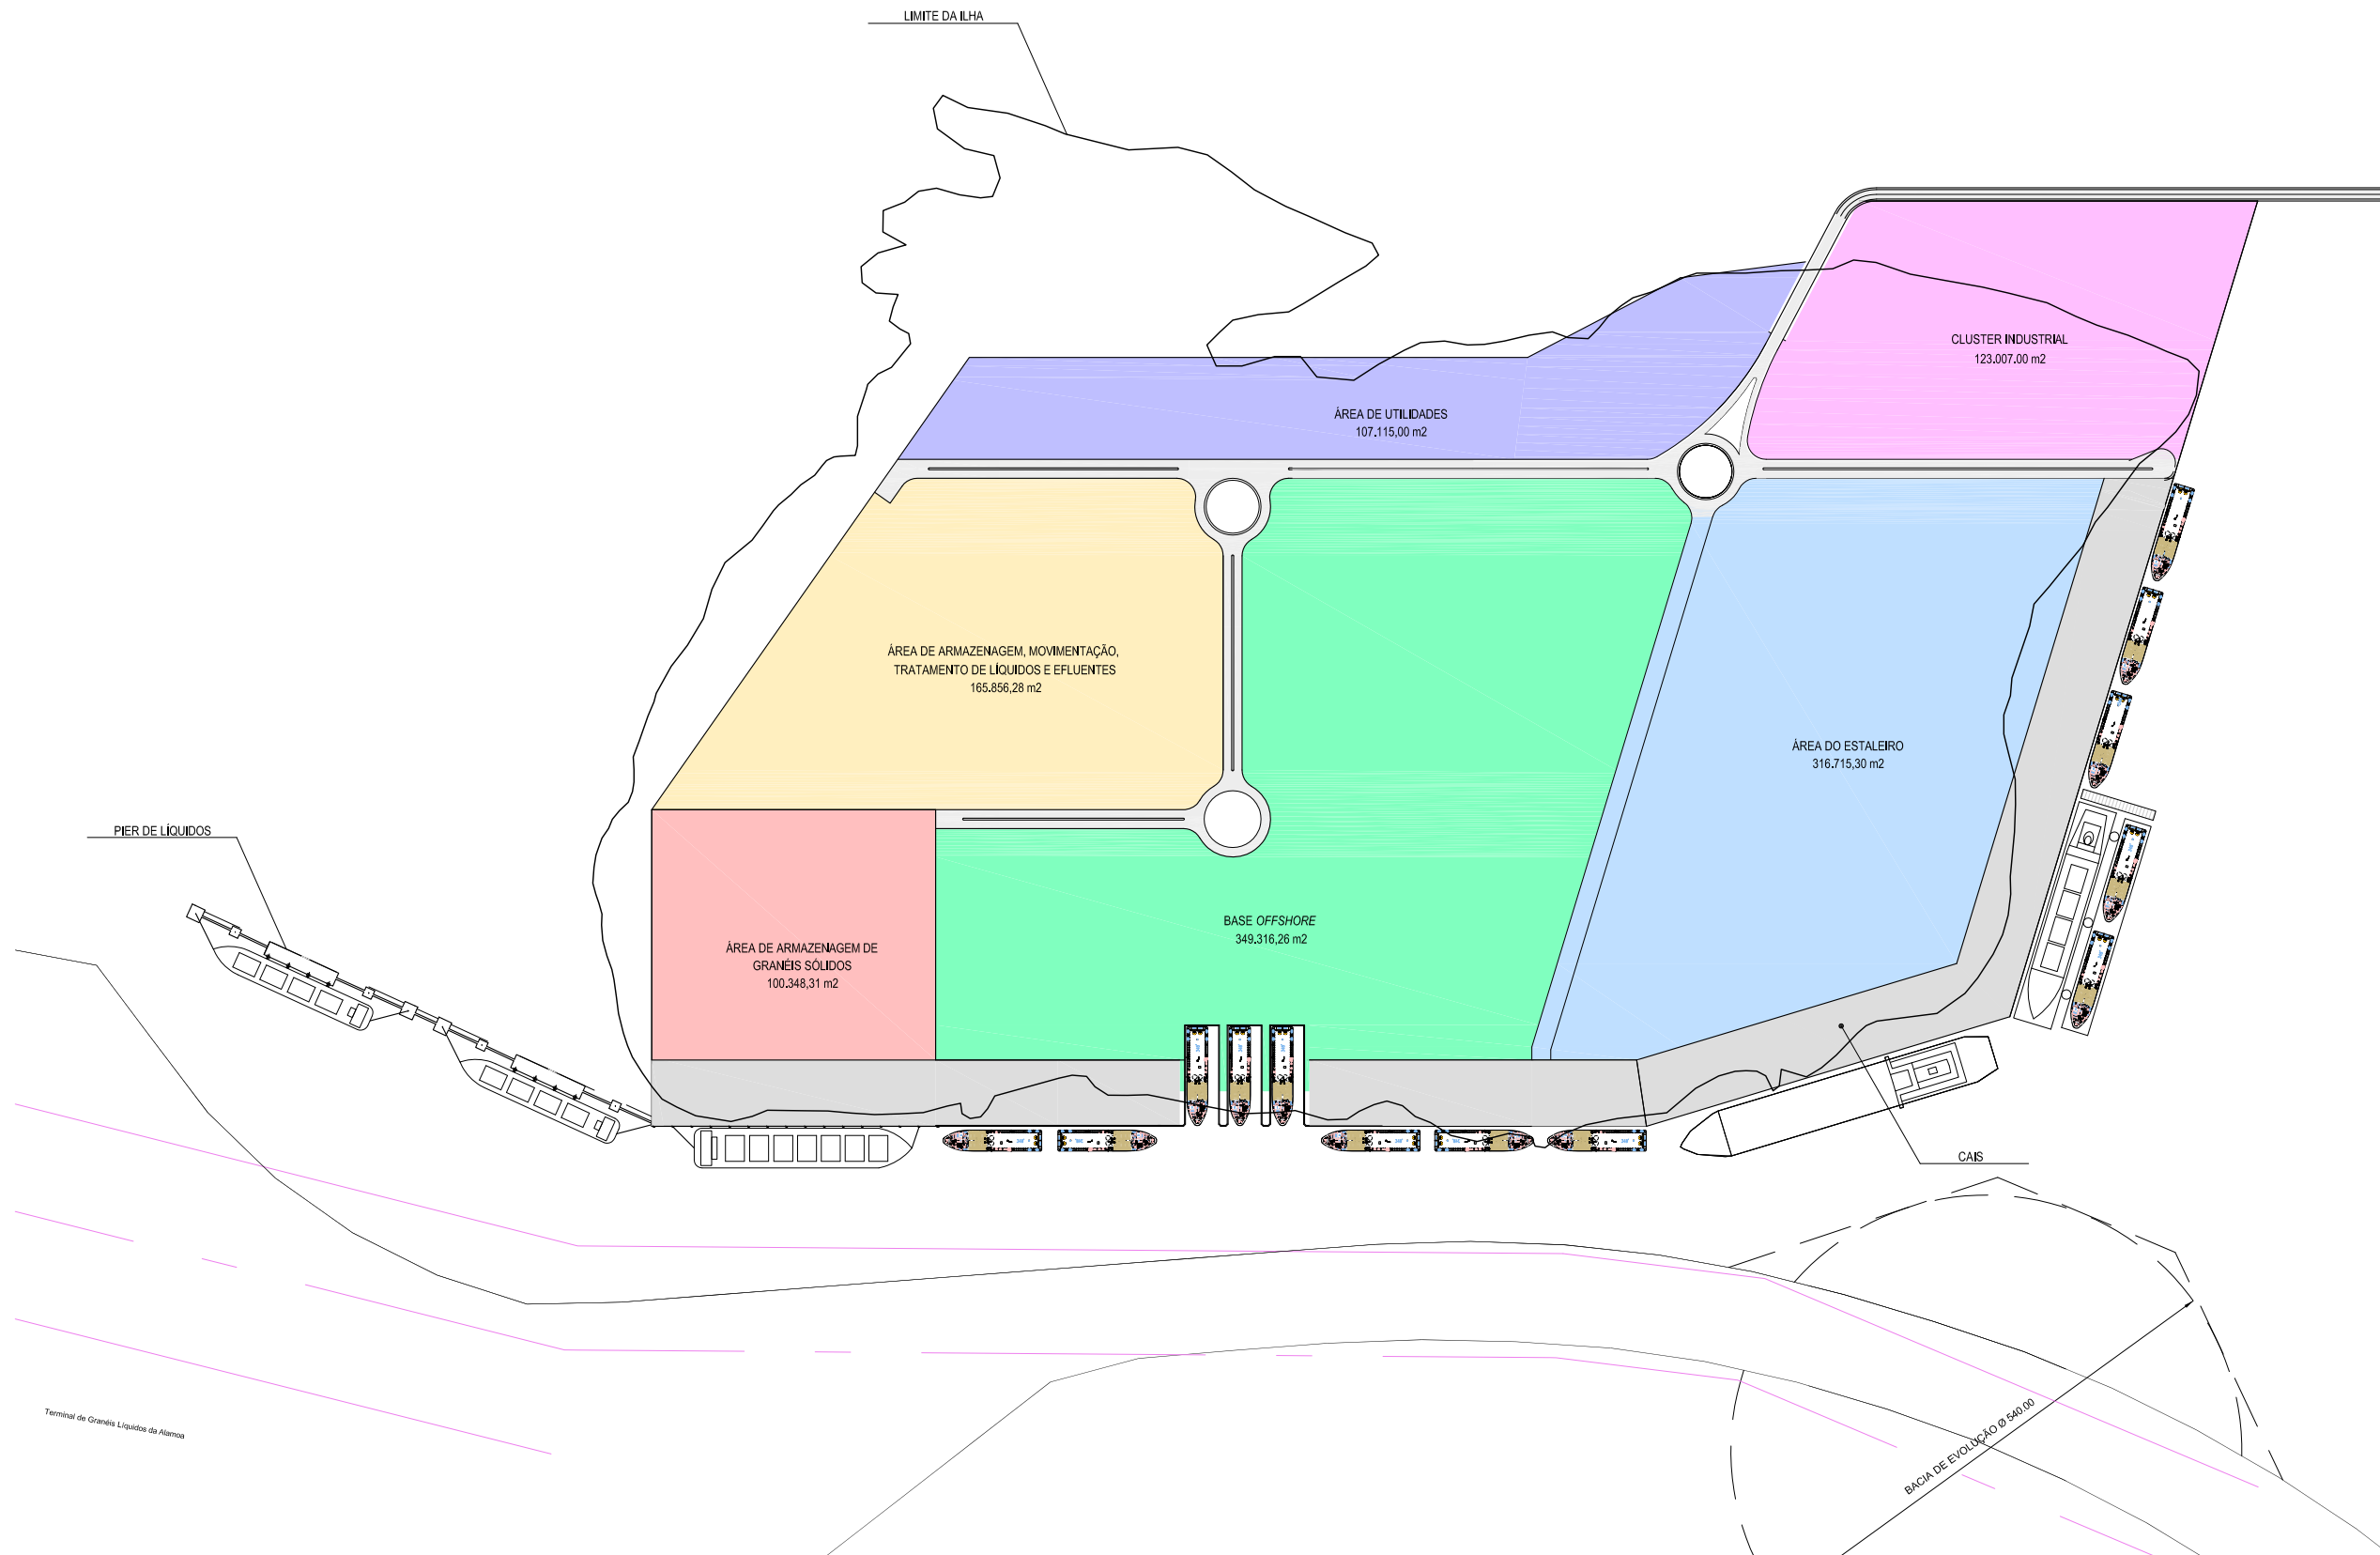 LIMITE DA ILHA
CLUSTER INDUSTRIAL
123.007.00 m2
ÁREA DE UTILIDADES
107.115,00 m2
ÁREA DE ARMAZENAGEM, MOVIMENTAÇÃO,
TRATAMENTO DE LÍQUIDOS E EFLUENTES
165.856,28 m2
ÁREA DO ESTALEIRO
316.715,30 m2
PIER DE LÍQUIDOS
BASE OFFSHORE
349.316,26 m2
ÁREA DE ARMAZENAGEM DE
GRANÉIS SÓLIDOS
100.348,31 m2
CAIS
Terminal de Granéis Líquidos da Alamoa
BACIA DE EVOLUÇÃO Ø 540.00